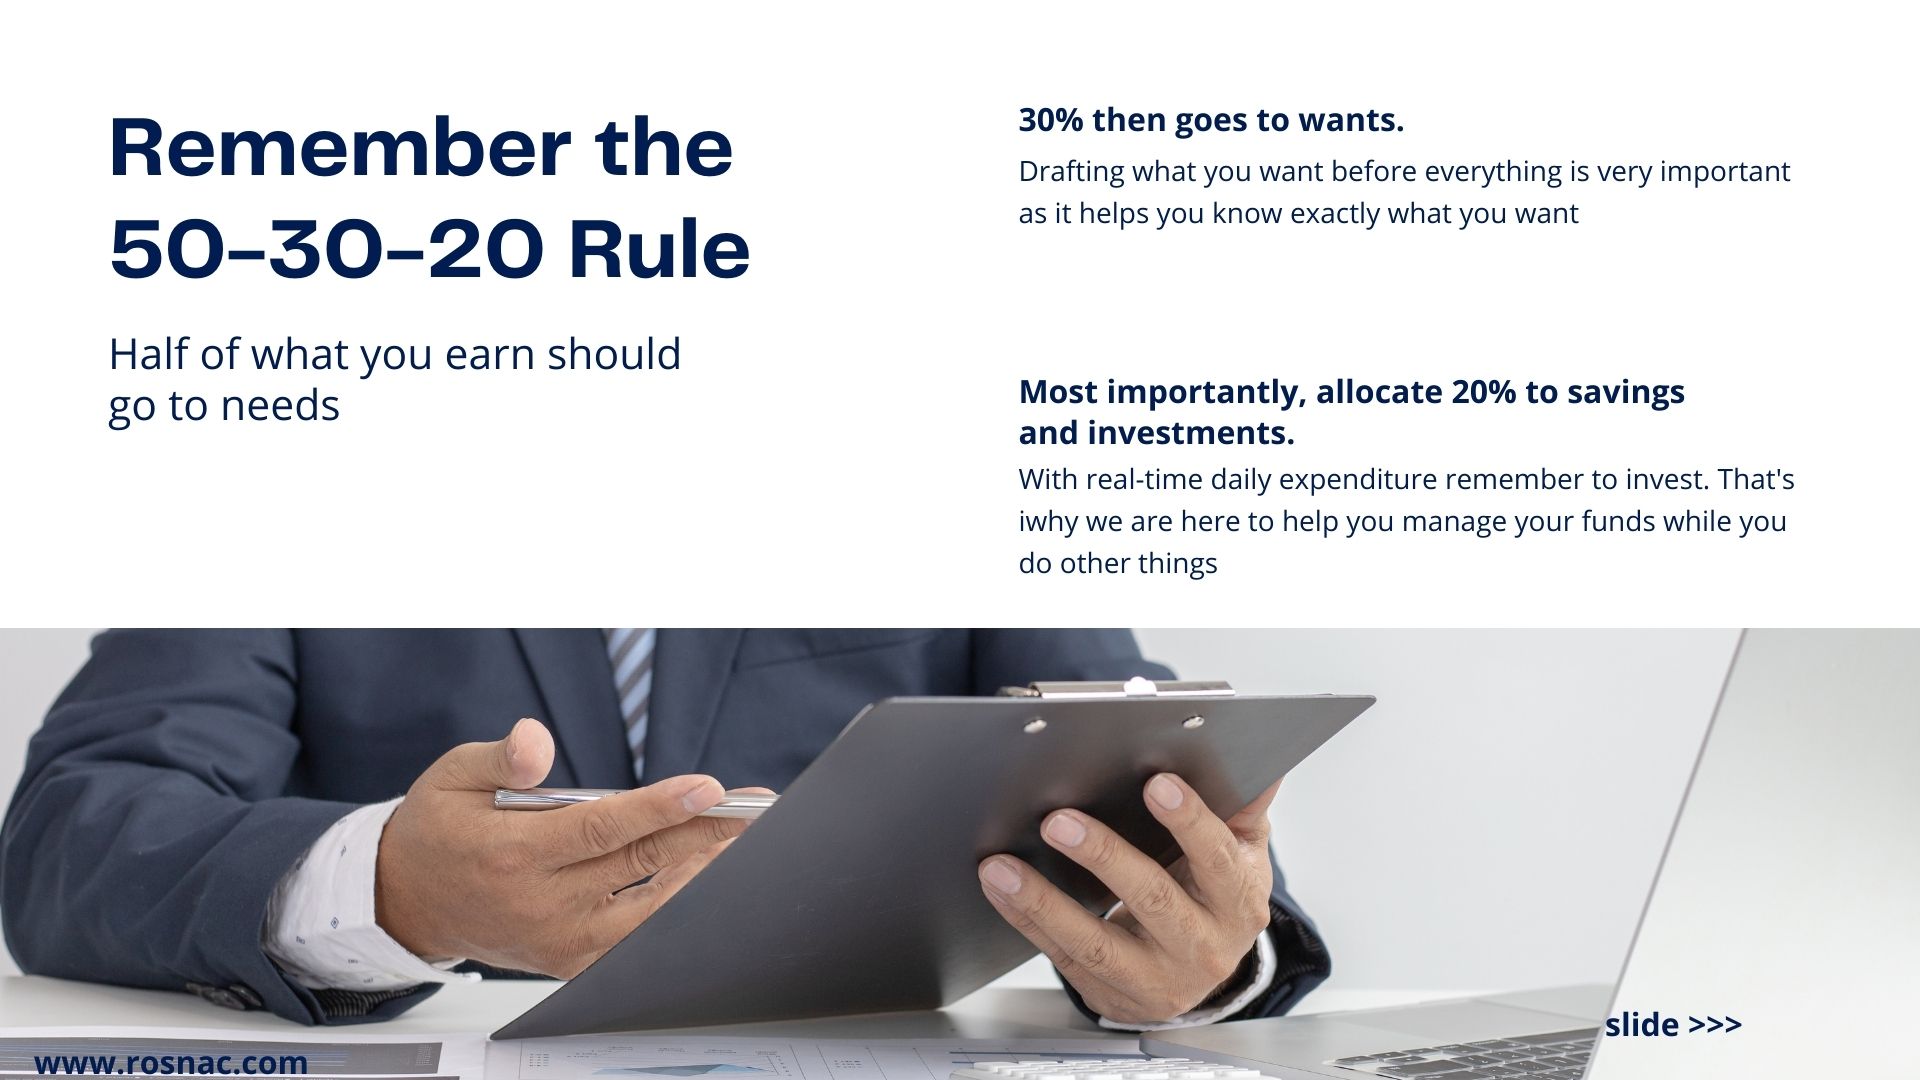 Remember the
50-30-20 Rule
Half of what you earn should
go to needs
30% then goes to wants.
Drafting what you want before everything is very important
as it helps you know exactly what you want
Most importantly, allocate 20% to savings
and investments.
With real-time daily expenditure remember to invest. That's
iwhy we are here to help you manage your funds while you
do other things
slide >>>
www.rosnac.com